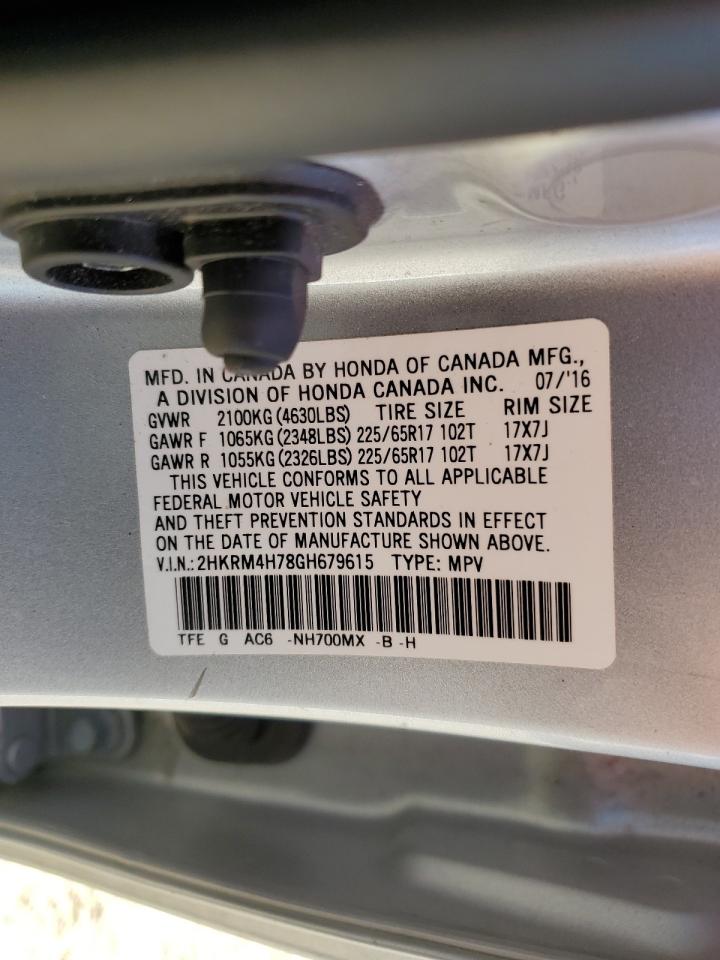 MFD. IN CANADA BY HONDA OF CANADA MFG.,
A DIVISION OF HONDA CANADA INC. 07/'16
GVWR 2100KG (4630LBS) TIRE SIZE RIM SIZE
GAWR F 1065KG (2348LBS) 225/65R17 102T 17X7J
GAWR R 1055KG (2326LBS) 225/65R17 102T 17X7J
THIS VEHICLE CONFORMS TO ALL APPLICABLE
FEDERAL MOTOR VEHICLE SAFETY
AND THEFT PREVENTION STANDARDS IN EFFECT
ON THE DATE OF MANUFACTURE SHOWN ABOVE.
V.I.N.: 2HKRM4H78GH679615 TYPE: MPV
TFE G AC6 -NH700MX -B -H